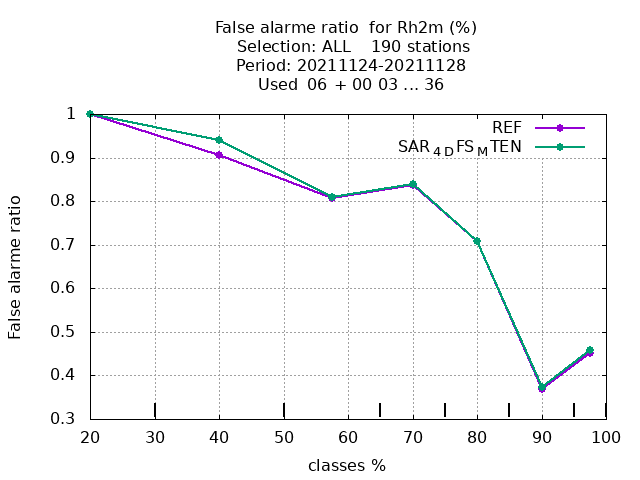 False alarme ratio  for Rh2m (%)
Selection: ALL    190 stations
Period: 20211124-20211128
Used  06  + 00 03 ... 36
1
0.9
0.8
0.7
0.6
0.5
0.4
0.3
False alarme ratio
REF
SAR4DFSMTEN
20 30 40 50 60 70 80 90 100
classes %